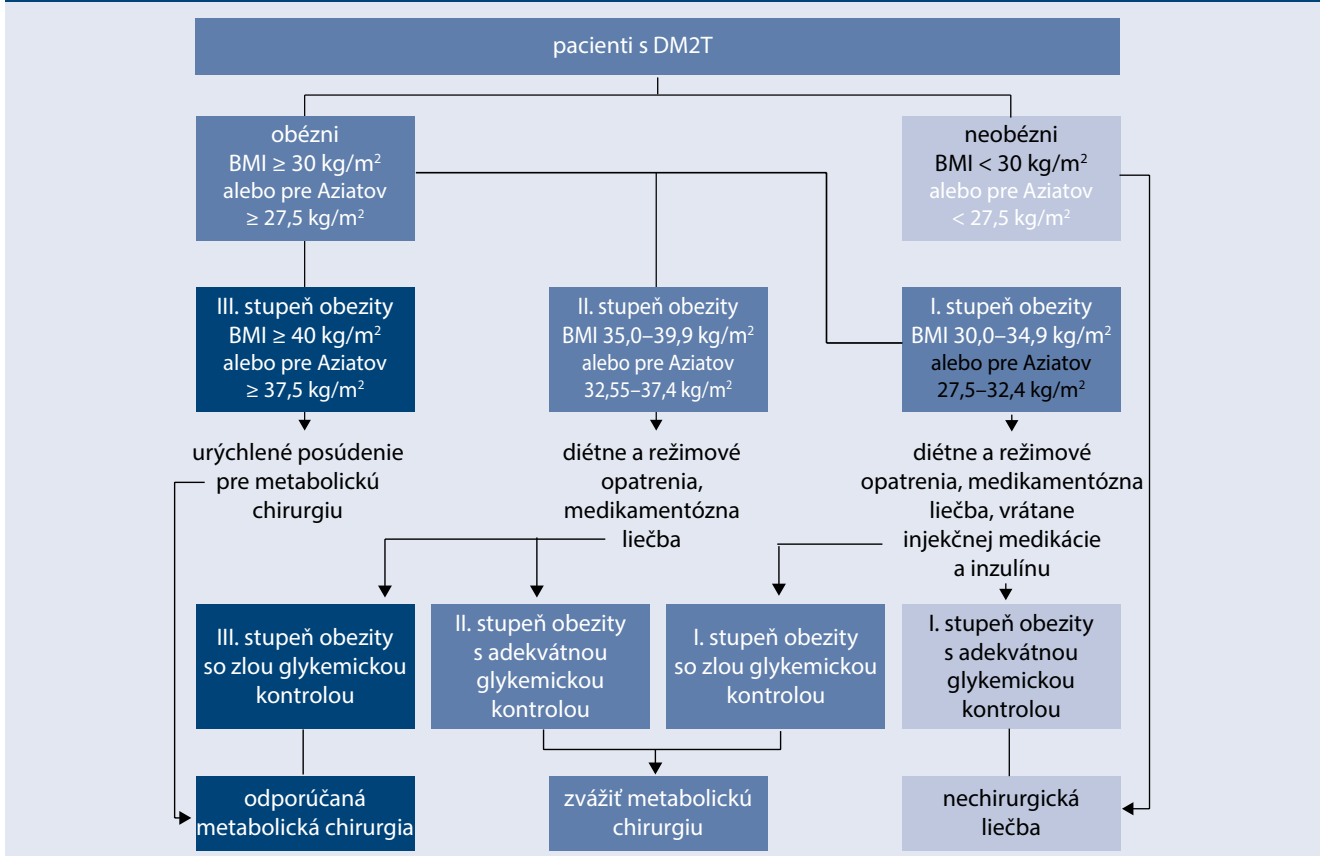 pacienti s DM2T
obézni
BMI ≥ 30 kg/m²
alebo pre Aziatov
≥ 27,5 kg/m²
neobézni
BMI < 30 kg/m²
alebo pre Aziatov
< 27,5 kg/m²
III. stupeň obezity
BMI ≥ 40 kg/m²
alebo pre Aziatov
≥ 37,5 kg/m²
II. stupeň obezity
BMI 35,0–39,9 kg/m²
alebo pre Aziatov
32,55–37,4 kg/m²
I. stupeň obezity
BMI 30,0–34,9 kg/m²
alebo pre Aziatov
27,5–32,4 kg/m²
urýchlené posúdenie
pre metabolickú
chirurgiu
diétne a režimové
opatrenia,
medikamentózna
liečba
diétne a režimové
opatrenia, medikamentózna
liečba, vrátane
injekčnej medikácie
a inzulínu
III. stupeň obezity
so zlou glykemickou
kontrolou
II. stupeň obezity
s adekvátnou
glykemickou
kontrolou
I. stupeň obezity
so zlou glykemickou
kontrolou
I. stupeň obezity
s adekvátnou
glykemickou
kontrolou
odporúčaná
metabolická chirurgia
zvážiť metabolickú
chirurgiu
nechirurgická
liečba